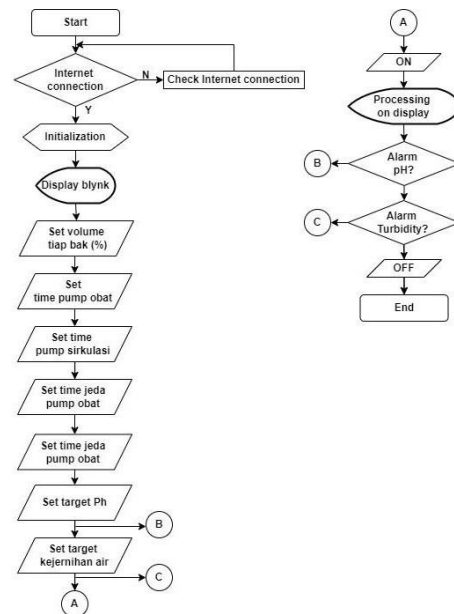 Start
Internet
connection
N
Check Internet connection
Y
Initialization
Display blynk
Set volume
tiap bak (%)
Set
time pump obat
Set time
pump sirkulasi
Set time jeda
pump obat
Set time jeda
pump obat
Set target Ph
B
Set target
kejernihan air
C
A
A
ON
Processing
on display
Alarm
pH?
B
Alarm
Turbidity?
C
OFF
End